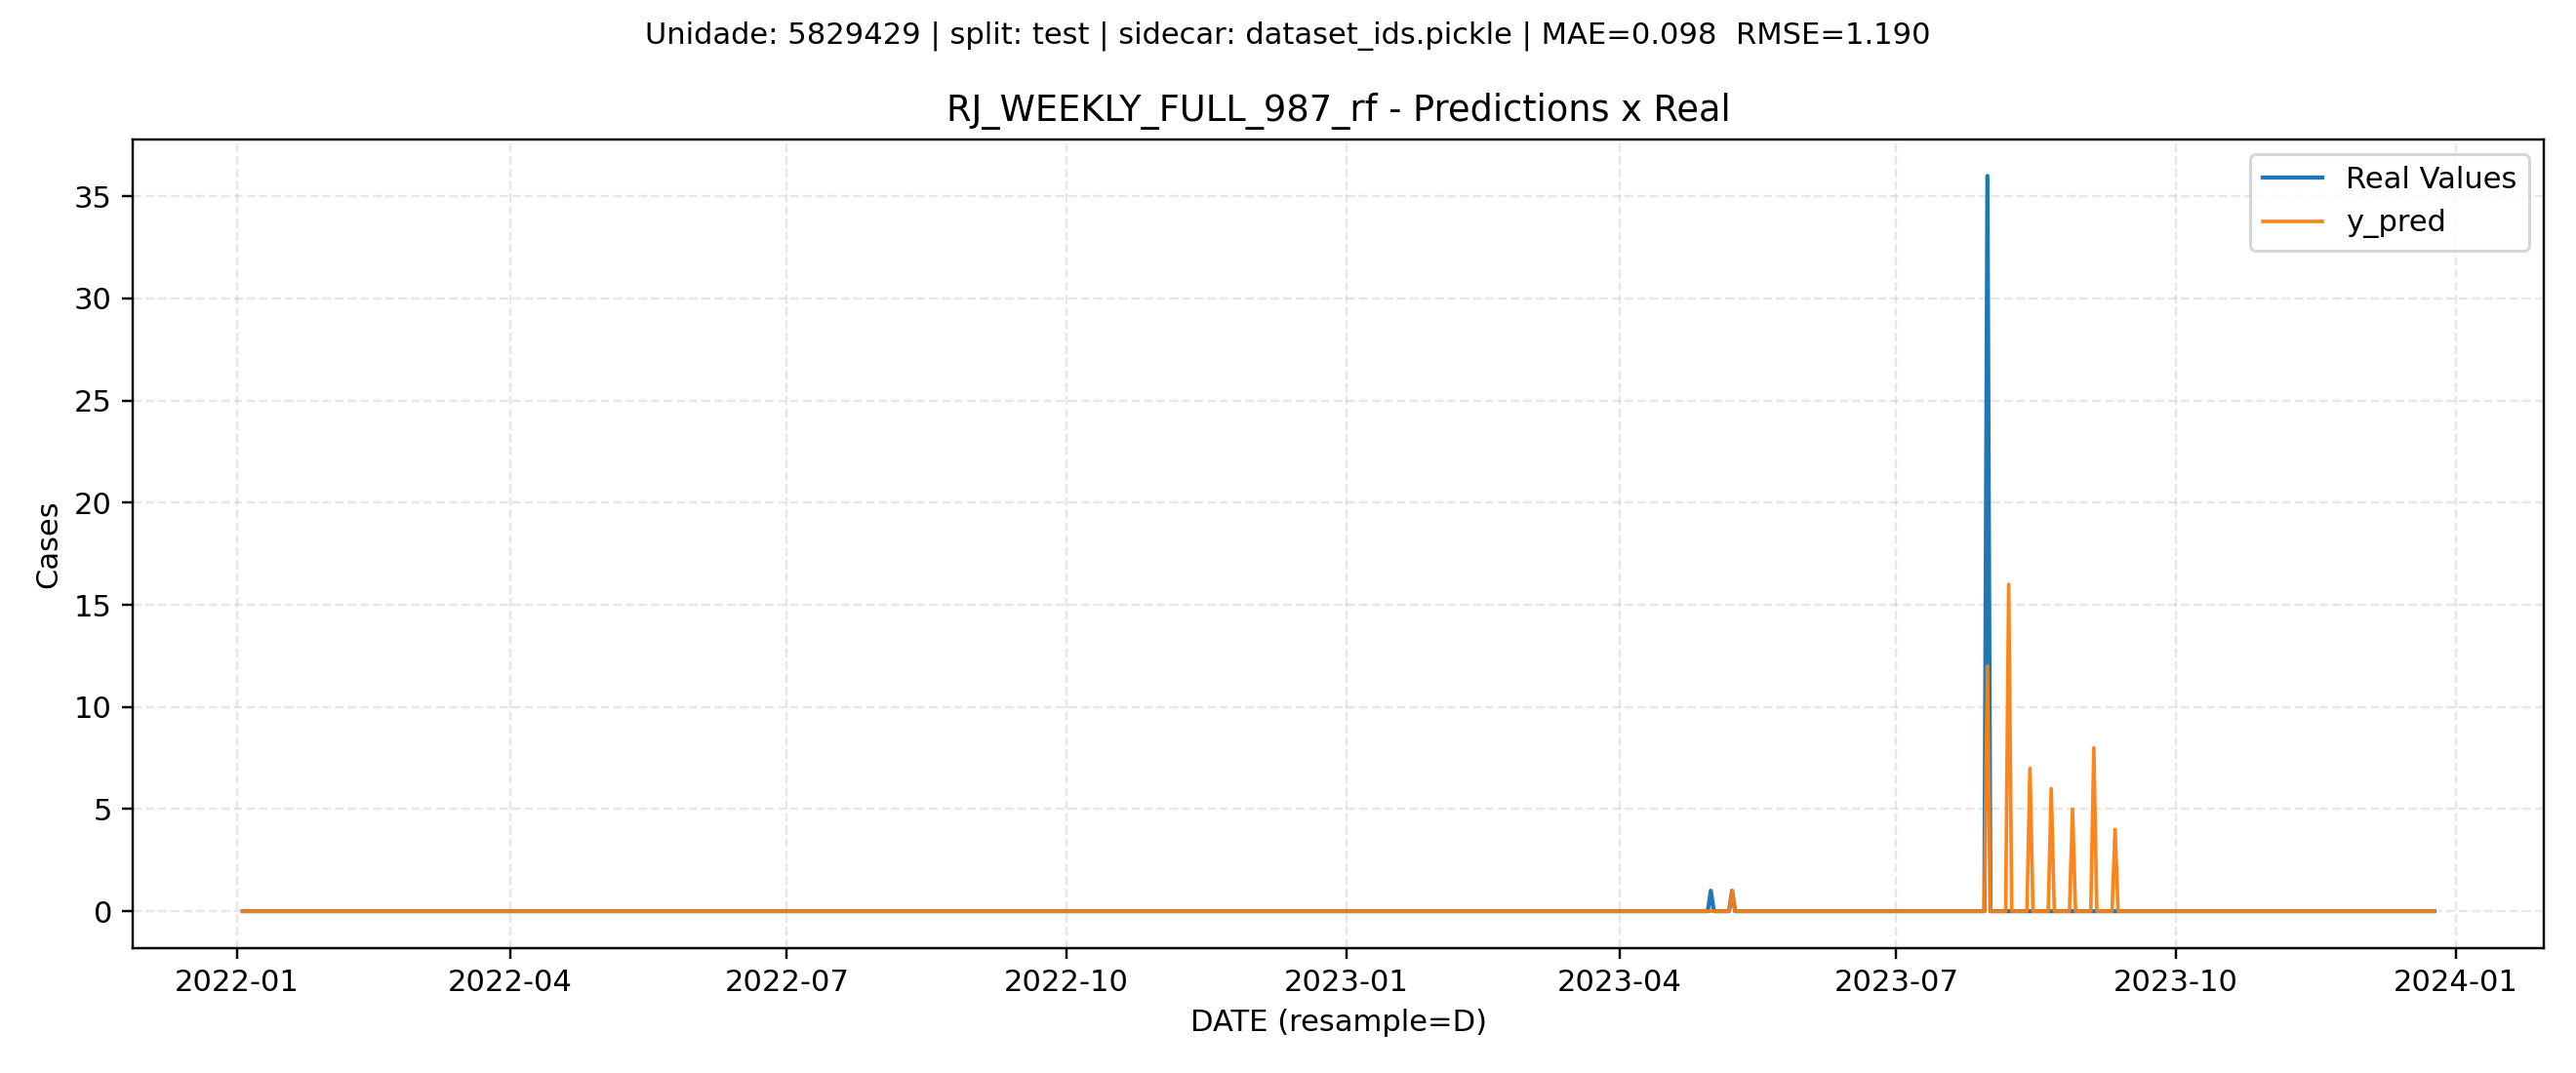 Unidade: 5829429 | split: test | sidecar: dataset_ids.pickle | MAE=0.098  RMSE=1.190
RJ_WEEKLY_FULL_987_rf - Predictions x Real
Real Values
y_pred
35
30
25
20
15
10
5
0
Cases
2022-01
2022-04
2022-07
2022-10
2023-01
2023-04
2023-07
2023-10
2024-01
DATE (resample=D)